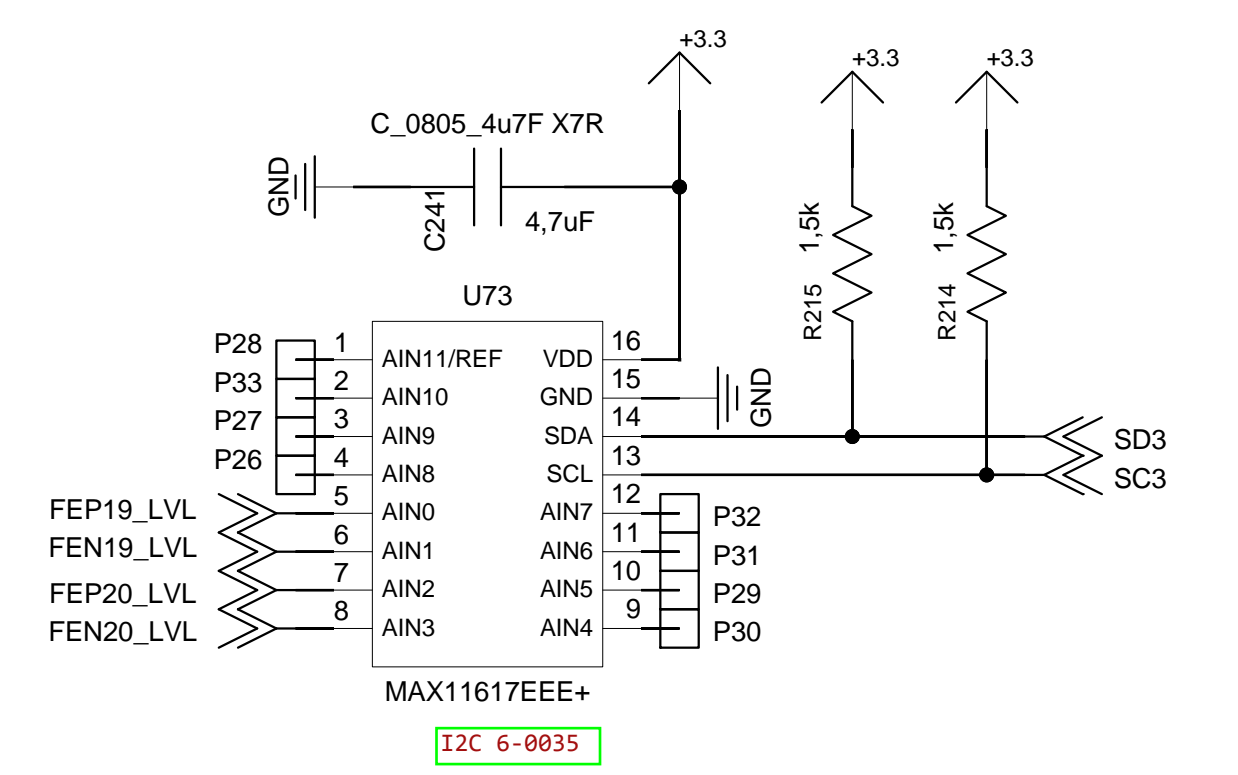 +3.3
+3.3
+3.3
C_0805_4u7F X7R
GND
C241
4,7uF
1,5k
R215
1,5k
R214
U73
P28 1 AIN11/REF VDD 16
P33 2 AIN10 GND 15 GND
P27 3 AIN9 SDA 14 SD3
P26 4 AIN8 SCL 13 SC3
FEP19_LVL 5 AIN0 AIN7 12 P32
FEN19_LVL 6 AIN1 AIN6 11 P31
FEP20_LVL 7 AIN2 AIN5 10 P29
FEN20_LVL 8 AIN3 AIN4 9 P30
MAX11617EEE+
I2C 6-0035